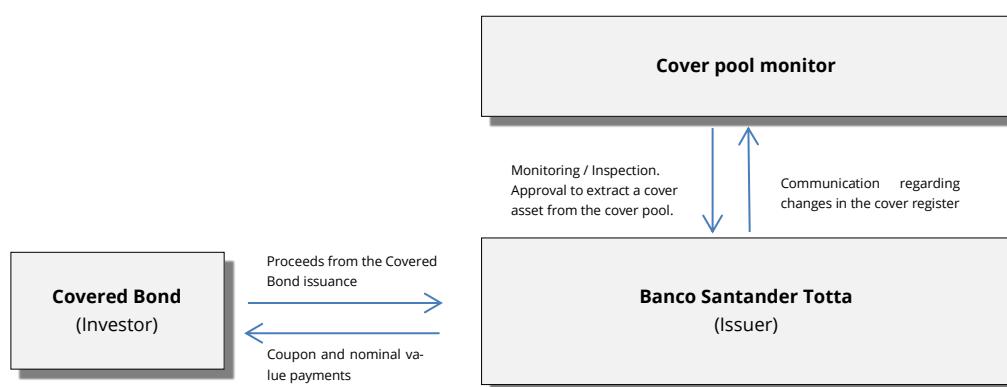 Cover pool monitor
Monitoring / Inspection.
Approval to extract a cover
asset from the cover pool.
Communication regarding
changes in the cover register
Proceeds from the Covered
Bond issuance
Covered Bond
(Investor)
Banco Santander Totta
(Issuer)
Coupon and nominal va-
lue payments